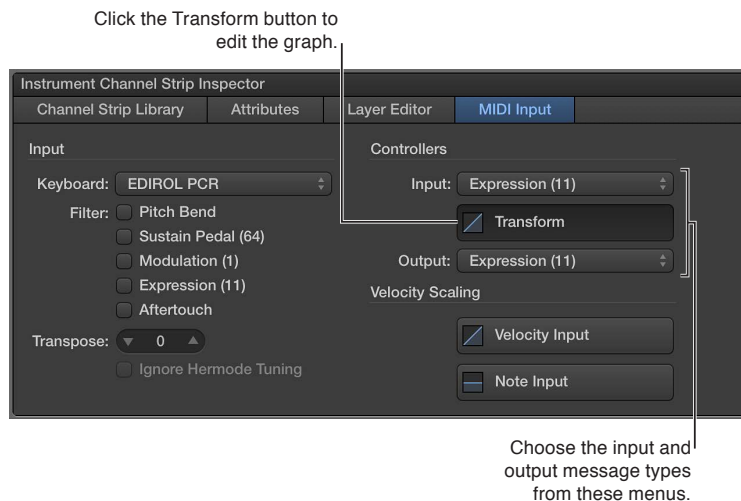 Click the Transform button to
edit the graph.
Instrument Channel Strip Inspector
Channel Strip Library Attributes Layer Editor MIDI Input
Input
Keyboard: EDIROL PCR
Filter: Pitch Bend
Sustain Pedal (64)
Modulation (1)
Expression (11)
Aftertouch
Transpose: 0
Ignore Hermode Tuning
Controllers
Input: Expression (11)
Transform
Output: Expression (11)
Velocity Scaling
Velocity Input
Note Input
Choose the input and
output message types
from these menus.